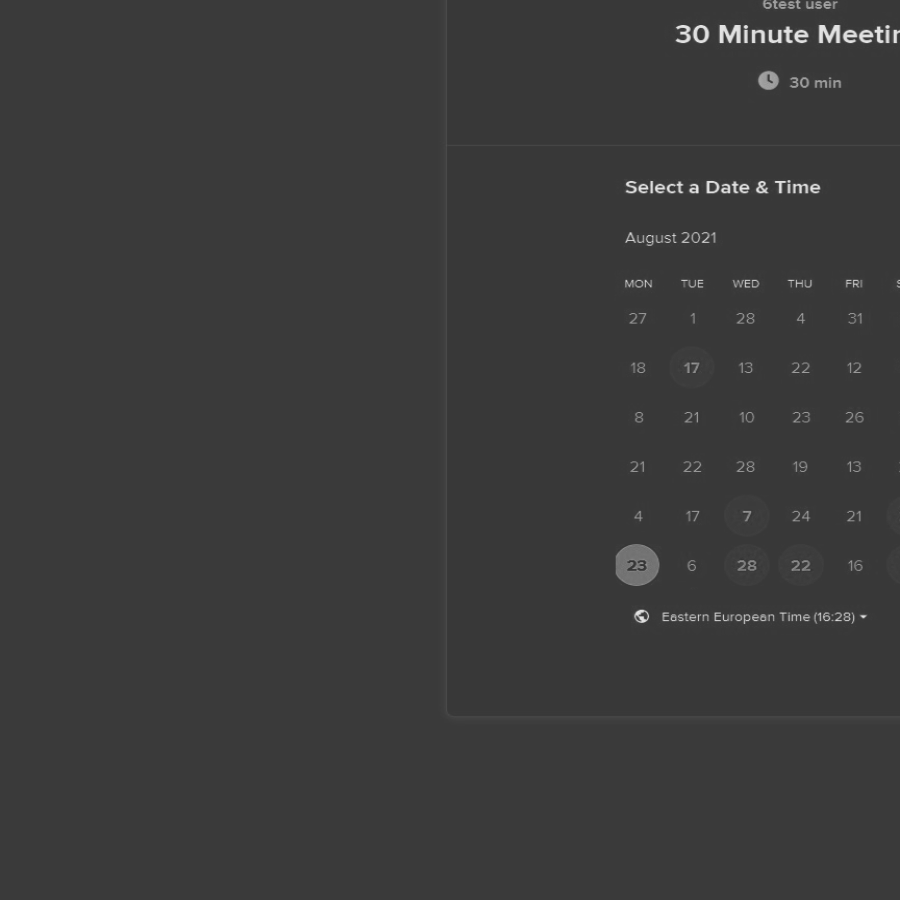 6test user
30 Minute Meetin
30 min
Select a Date & Time
August 2021
MON TUE WED THU FRI S
27 1 28 4 31
18 17 13 22 12
8 21 10 23 26
21 22 28 19 13
4 17 7 24 21
23 6 28 22 16
Eastern European Time (16:28)